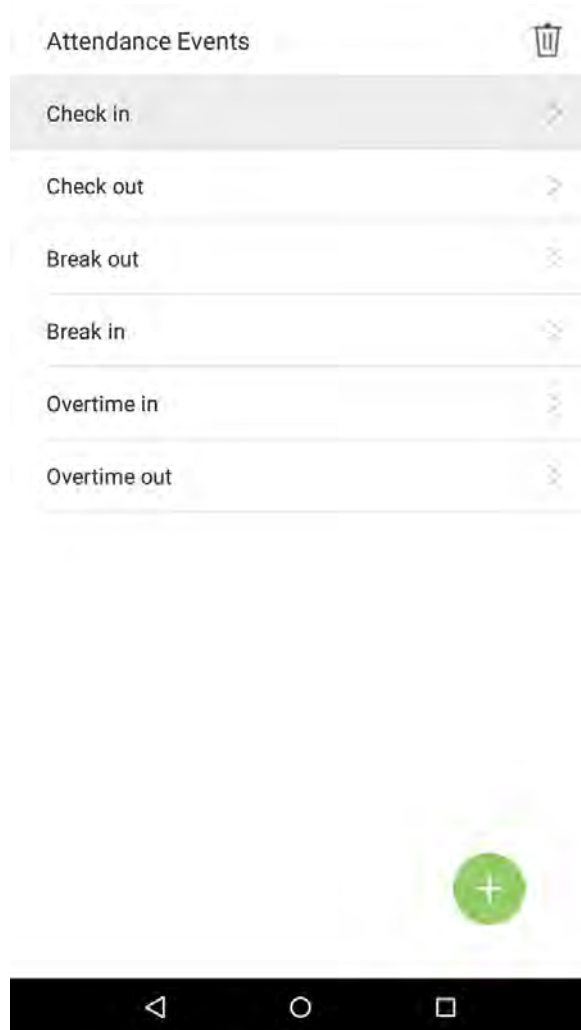 Attendance Events
Check in
Check out
Break out
Break in
Overtime in
Overtime out